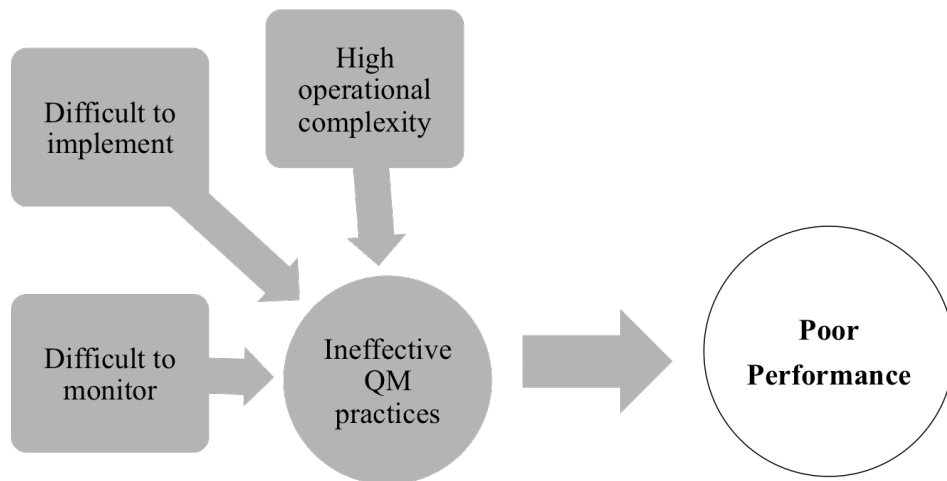 High
operational
complexity
Difficult to
implement
Difficult to
monitor
Ineffective
QM
practices
Poor
Performance